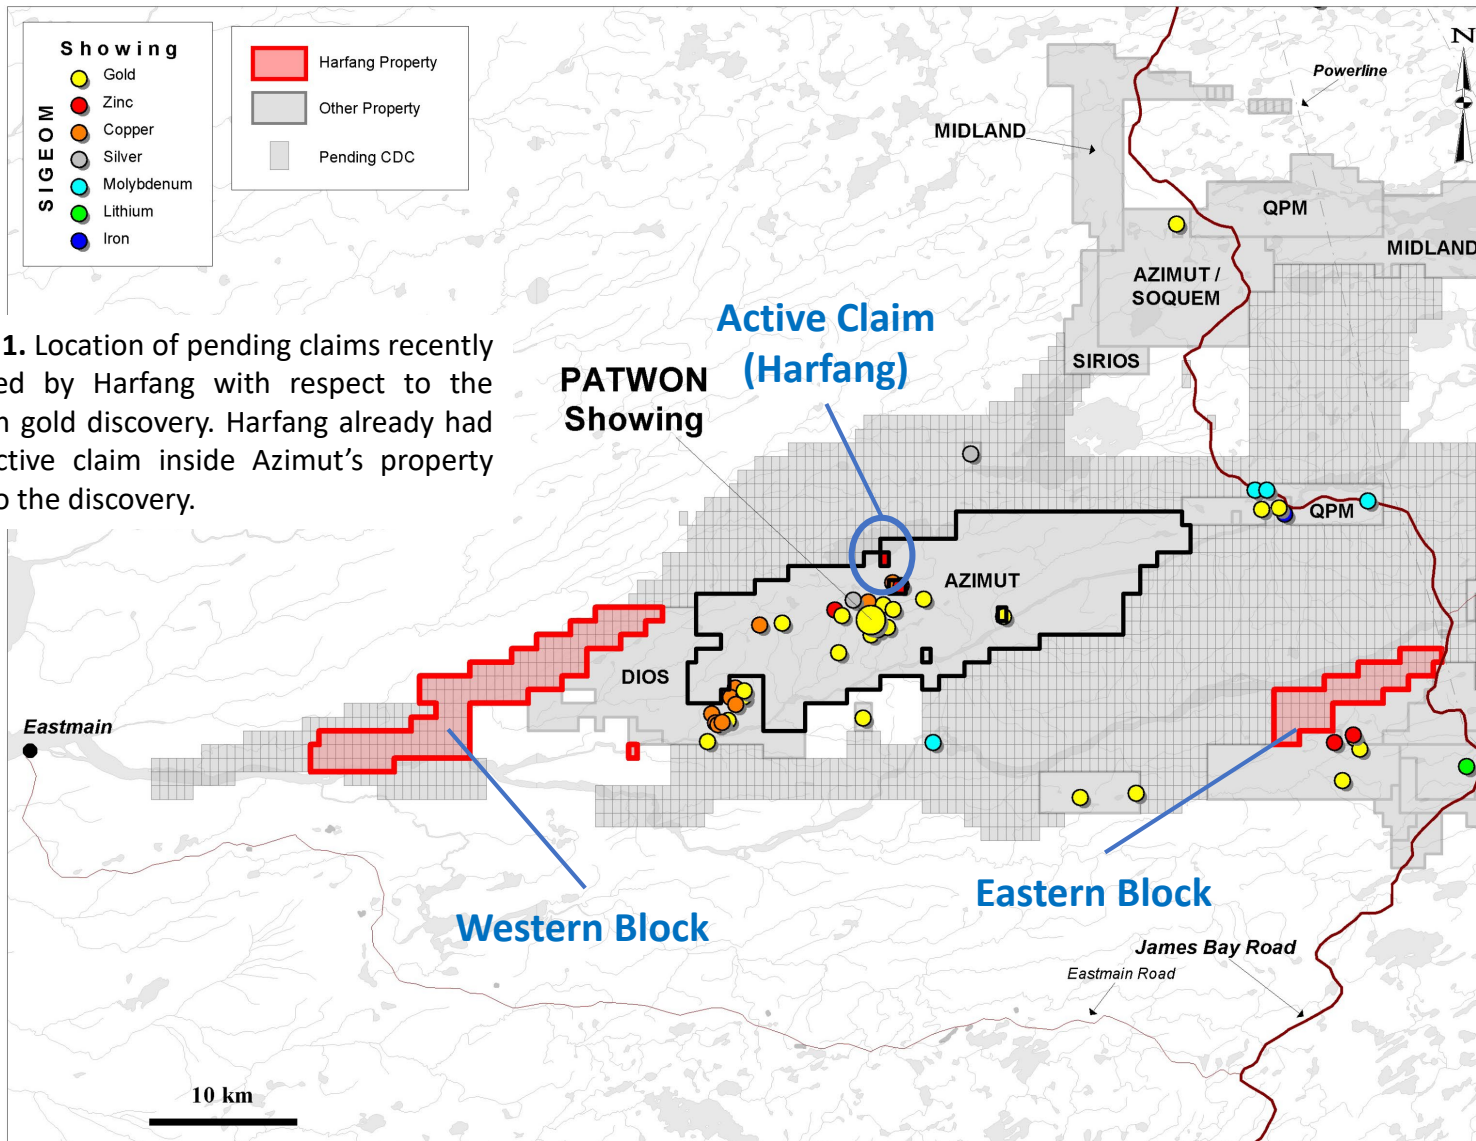 Showing
SIGEOM
Gold
Zinc
Copper
Silver
Molybdenum
Lithium
Iron
Harfang Property
Other Property
Pending CDC
1. Location of pending claims recently
ed by Harfang with respect to the
gold discovery. Harfang already had
ctive claim inside Azimut's property
o the discovery.
N
Powerline
MIDLAND
QPM
MIDLAND
AZIMUT /
SOQUEM
SIRIOS
Active Claim
(Harfang)
PATWON
Showing
QPM
AZIMUT
DIOS
Eastmain
Western Block
Eastern Block
James Bay Road
Eastmain Road
10 km